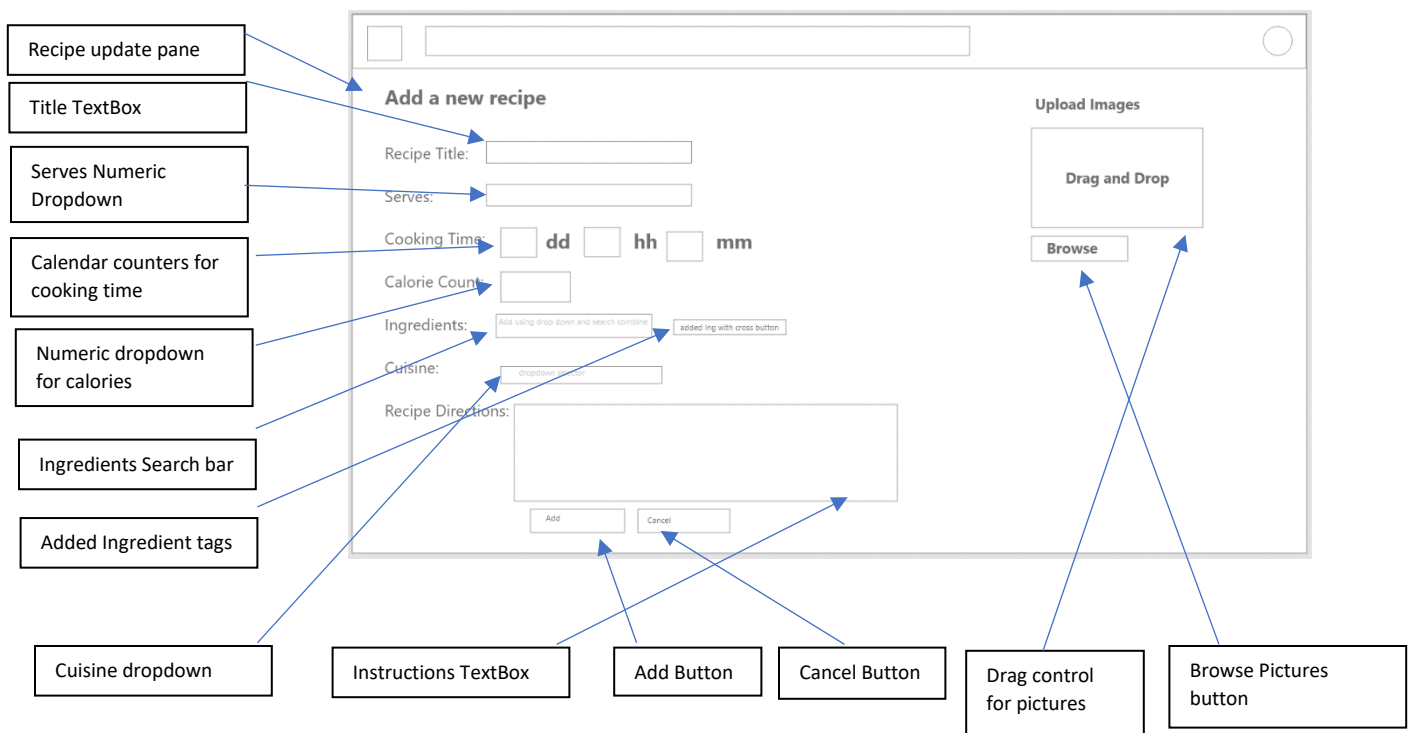 Recipe update pane
Title TextBox
Serves Numeric
Dropdown
Calendar counters for
cooking time
Numeric dropdown
for calories
Ingredients Search bar
Added Ingredient tags
Cuisine dropdown
Add a new recipe
Recipe Title:
Serves:
Cooking Time: dd hh mm
Calorie Count:
Ingredients: Add using drop down and search combine added ing with cross button
Cuisine: dropdown selector
Recipe Directions:
Add Cancel
Upload Images
Drag and Drop
Browse
Instructions TextBox
Add Button
Cancel Button
Drag control
for pictures
Browse Pictures
button